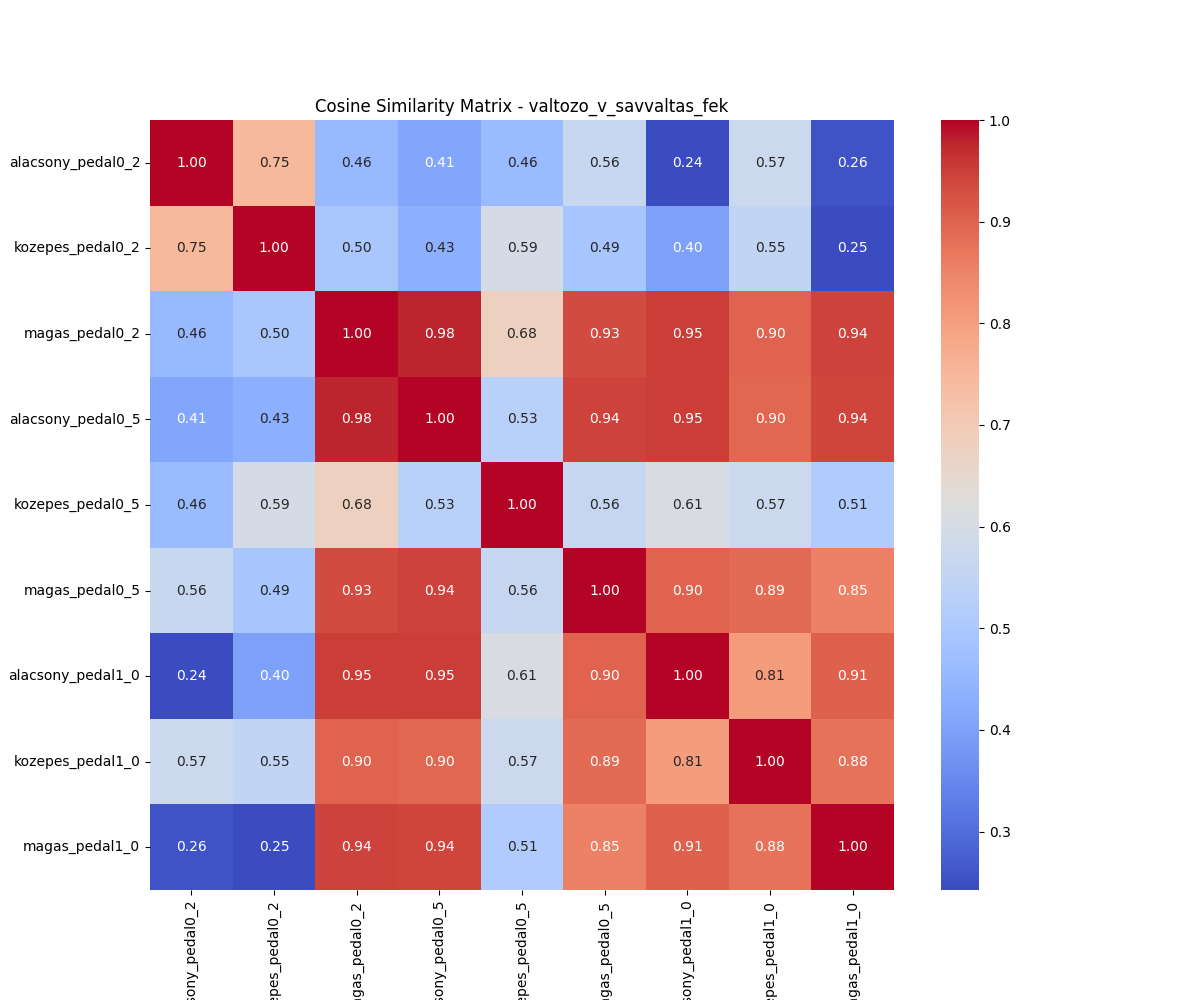 Cosine Similarity Matrix - valtozo_v_savvaltas_fek
alacsony_pedal0_2 1.00 0.75 0.46 0.41 0.46 0.56 0.24 0.57 0.26
kozepes_pedal0_2 0.75 1.00 0.50 0.43 0.59 0.49 0.40 0.55 0.25
magas_pedal0_2 0.46 0.50 1.00 0.98 0.68 0.93 0.95 0.90 0.94
alacsony_pedal0_5 0.41 0.43 0.98 1.00 0.53 0.94 0.95 0.90 0.94
kozepes_pedal0_5 0.46 0.59 0.68 0.53 1.00 0.56 0.61 0.57 0.51
magas_pedal0_5 0.56 0.49 0.93 0.94 0.56 1.00 0.90 0.89 0.85
alacsony_pedal1_0 0.24 0.40 0.95 0.95 0.61 0.90 1.00 0.81 0.91
kozepes_pedal1_0 0.57 0.55 0.90 0.90 0.57 0.89 0.81 1.00 0.88
magas_pedal1_0 0.26 0.25 0.94 0.94 0.51 0.85 0.91 0.88 1.00
sony_pedal0_2
epes_pedal0_2
agas_pedal0_2
sony_pedal0_5
epes_pedal0_5
agas_pedal0_5
sony_pedal1_0
epes_pedal1_0
agas_pedal1_0
1.0
0.9
0.8
0.7
0.6
0.5
0.4
0.3